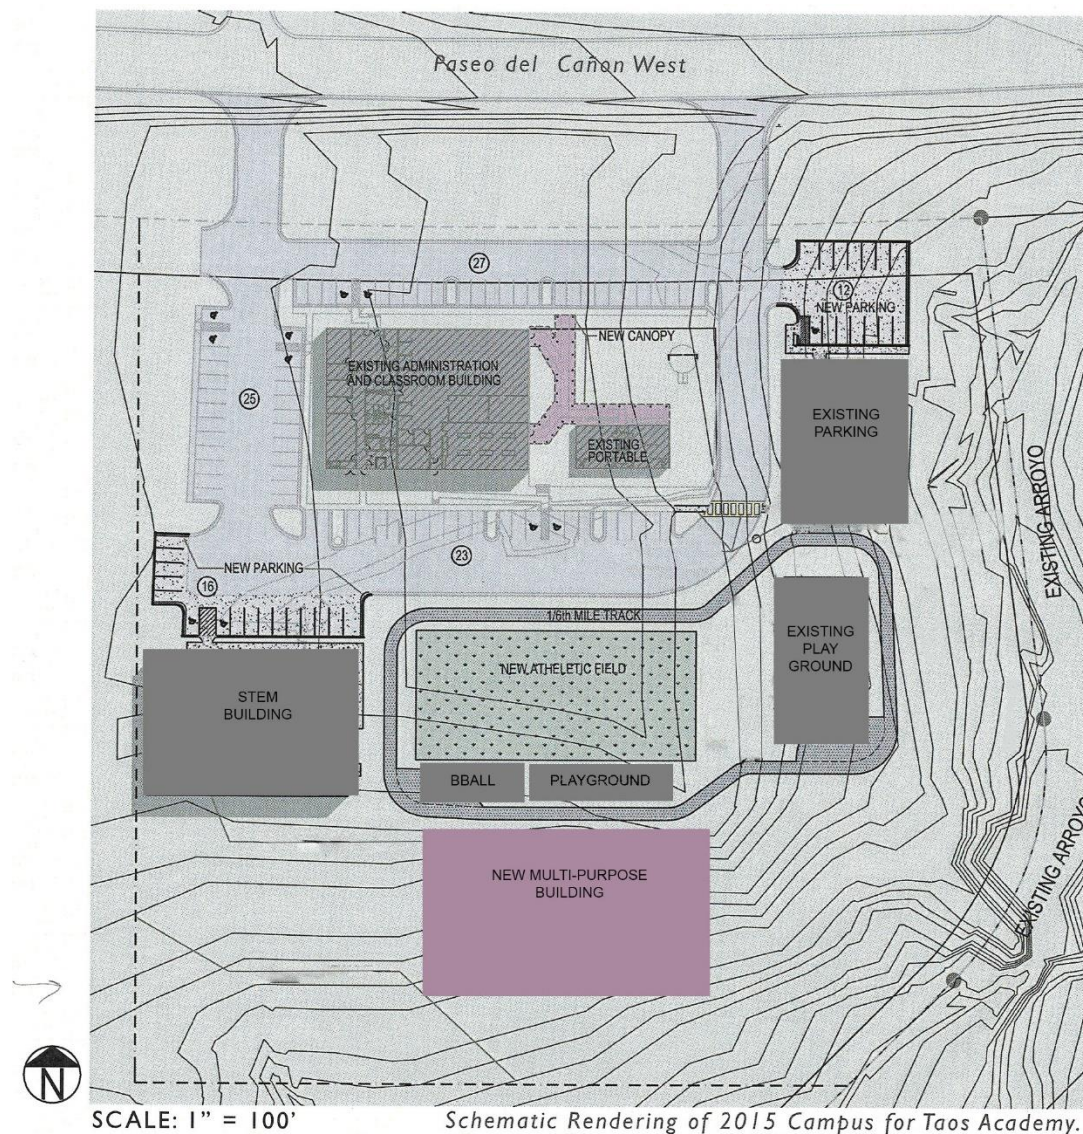 Paseo del Cañon West
27
12
NEW PARKING
NEW CANOPY
EXISTING ADMINISTRATION
AND CLASSROOM BUILDING
25
EXISTING
PARKING
EXISTING
PORTABLE
EXISTING ARROYO
23
NEW PARKING
16
1/6th MILE TRACK
EXISTING
PLAY
GROUND
NEW ATHELETIC FIELD
STEM
BUILDING
BBALL
PLAYGROUND
EXISTING ARROYO
NEW MULTI-PURPOSE
BUILDING
N
SCALE: 1" = 100'
Schematic Rendering of 2015 Campus for Taos Academy.